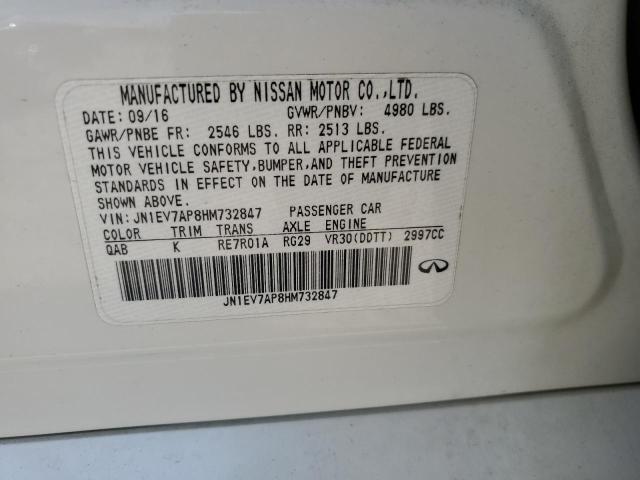 MANUFACTURED BY NISSAN MOTOR CO.,LTD.
DATE: 09/16 GVWR/PNBV: 4980 LBS.
GAWR/PNBE FR: 2546 LBS. RR: 2513 LBS.
THIS VEHICLE CONFORMS TO ALL APPLICABLE FEDERAL
MOTOR VEHICLE SAFETY,BUMPER,AND THEFT PREVENTION
STANDARDS IN EFFECT ON THE DATE OF MANUFACTURE
SHOWN ABOVE.
VIN: JN1EV7AP8HM732847 PASSENGER CAR
COLOR TRIM TRANS AXLE ENGINE
QAB K RE7R01A RG29 VR30(DDTT) 2997CC
JN1EV7AP8HM732847